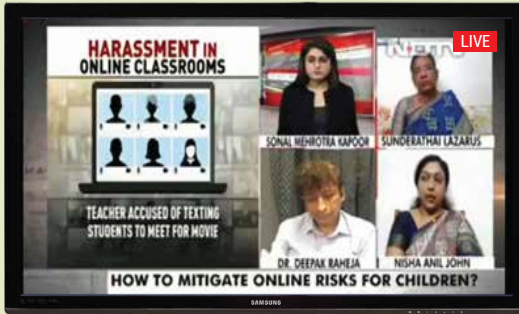 HARASSMENT IN
ONLINE CLASSROOMS
TEACHER ACCUSED OF TEXTING
STUDENTS TO MEET FOR MOVIE
NDTV
LIVE
SONAL MEHROTRA KAPOOR
SUNDERATHAI LAZARUS
DR. DEEPAK RAHEJA
NISHA ANIL JOHN
HOW TO MITIGATE ONLINE RISKS FOR CHILDREN?
SAMSUNG